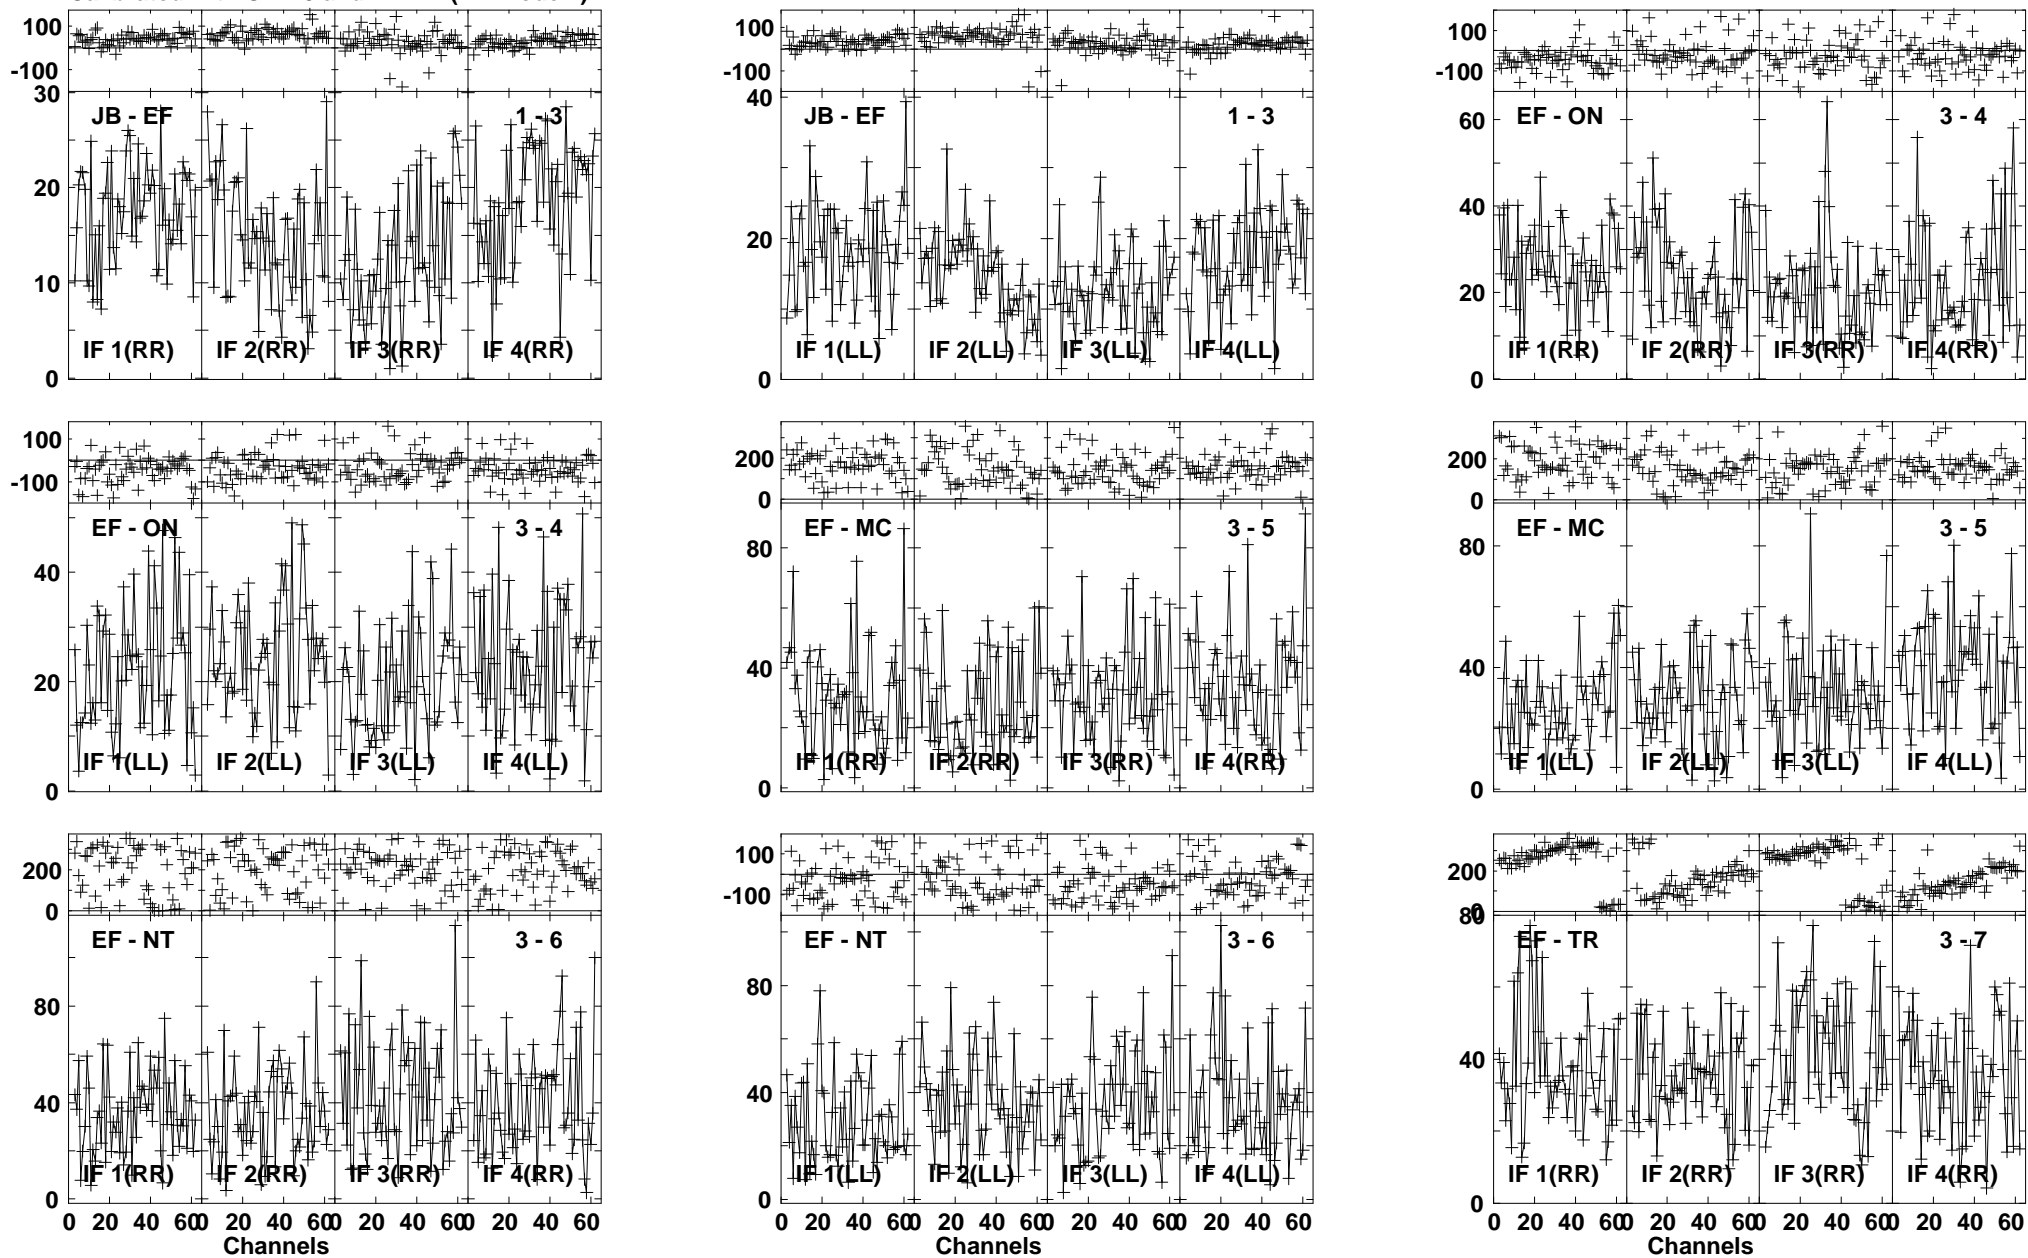 100
-100
30
20
10
0
JB - EF
1 - 3
IF 1(RR)
IF 2(RR)
IF 3(RR)
IF 4(RR)
100
-100
40
20
0
JB - EF
1 - 3
IF 1(LL)
IF 2(LL)
IF 3(LL)
IF 4(LL)
100
-100
60
40
20
0
EF - ON
3 - 4
IF 1(RR)
IF 2(RR)
IF 3(RR)
IF 4(RR)
100
-100
40
20
0
EF - ON
3 - 4
IF 1(LL)
IF 2(LL)
IF 3(LL)
IF 4(LL)
200
0
80
40
0
EF - MC
3 - 5
IF 1(RR)
IF 2(RR)
IF 3(RR)
IF 4(RR)
200
0
80
40
0
EF - MC
3 - 5
IF 1(LL)
IF 2(LL)
IF 3(LL)
IF 4(LL)
200
0
80
40
0
EF - NT
3 - 6
IF 1(RR)
IF 2(RR)
IF 3(RR)
IF 4(RR)
0 20 40 60 0 20 40 60 0 20 40 60 0 20 40 60
Channels
100
-100
80
40
0
EF - NT
3 - 6
IF 1(LL)
IF 2(LL)
IF 3(LL)
IF 4(LL)
0 20 40 60 0 20 40 60 0 20 40 60 0 20 40 60
Channels
200
0
80
40
0
EF - TR
3 - 7
IF 1(RR)
IF 2(RR)
IF 3(RR)
IF 4(RR)
0 20 40 60 0 20 40 60 0 20 40 60 0 20 40 60
Channels